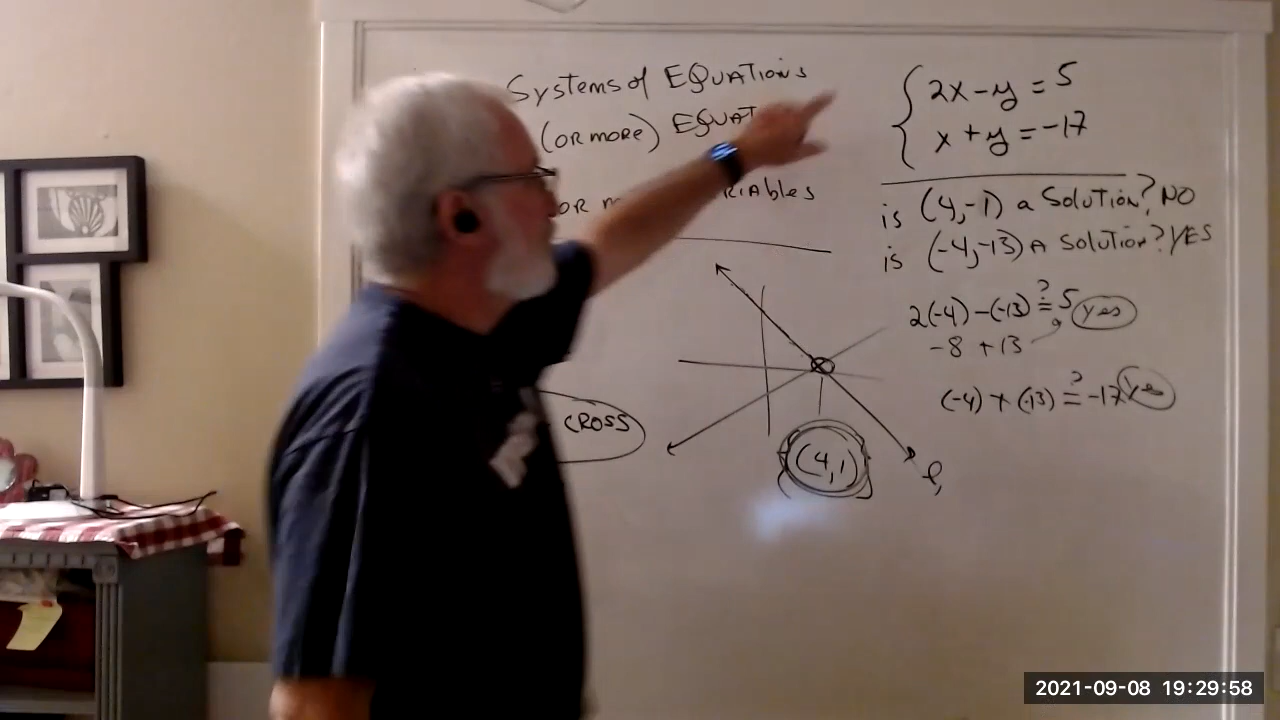 Systems of EQUATIONS
(OR MORE) EQUAT
OR
RIAbles
CROSS
(4,1)
2x - y = 5
x + y = -17
is (4,-1) a Solution? NO
is (-4,-13) A Solution? YES
2(-4) - (-13) ?= 5 yes
-8 + 13
(-4) + (-13) ?= -17 yes
2021-09-08 19:29:58